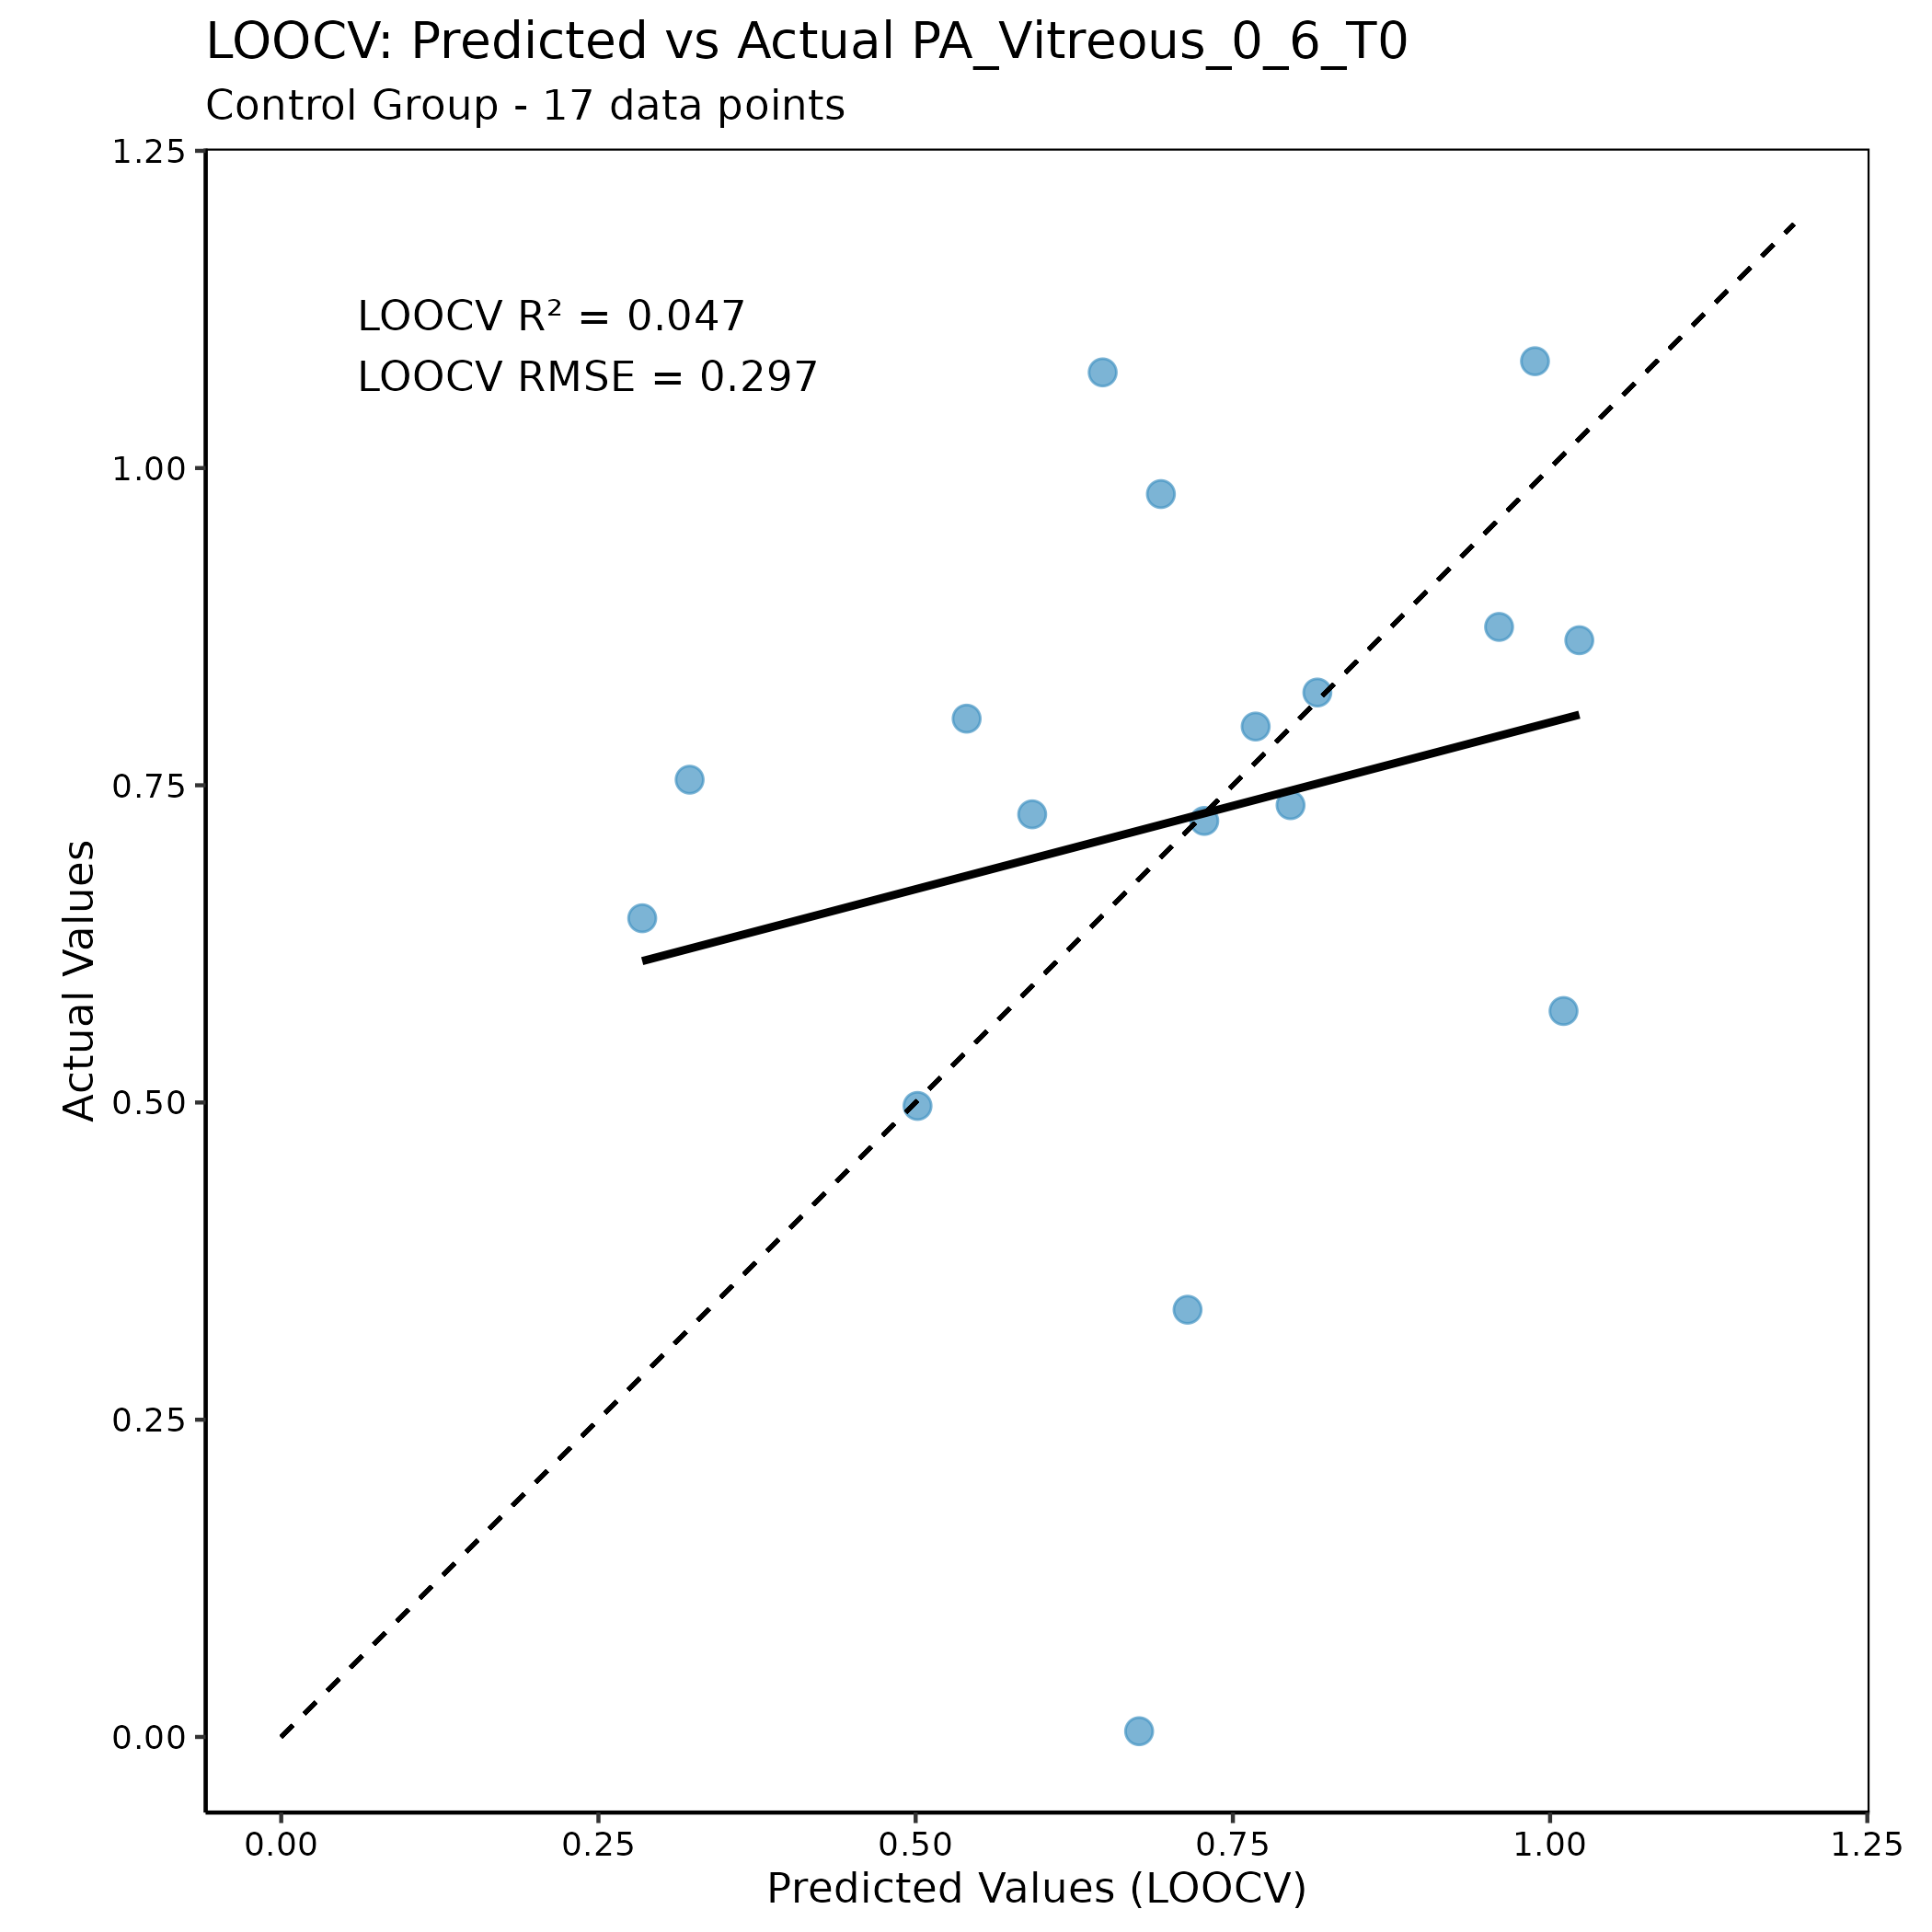 LOOCV: Predicted vs Actual PA_Vitreous_0_6_T0
Control Group - 17 data points
LOOCV R² = 0.047
LOOCV RMSE = 0.297
Actual Values
1.25
1.00
0.75
0.50
0.25
0.00
0.00 0.25 0.50 0.75 1.00 1.25
Predicted Values (LOOCV)